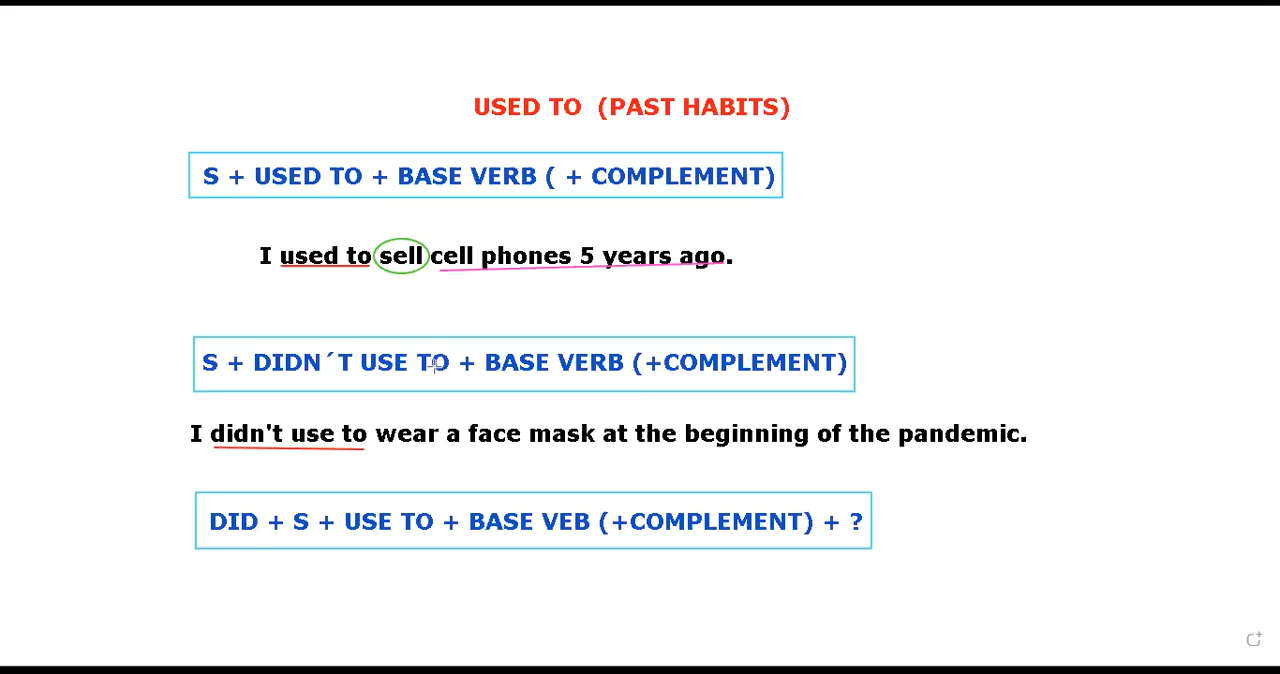 USED TO (PAST HABITS)
S + USED TO + BASE VERB ( + COMPLEMENT)
I used to sell cell phones 5 years ago.
S + DIDN´T USE TO + BASE VERB (+COMPLEMENT)
I didn't use to wear a face mask at the beginning of the pandemic.
DID + S + USE TO + BASE VEB (+COMPLEMENT) + ?